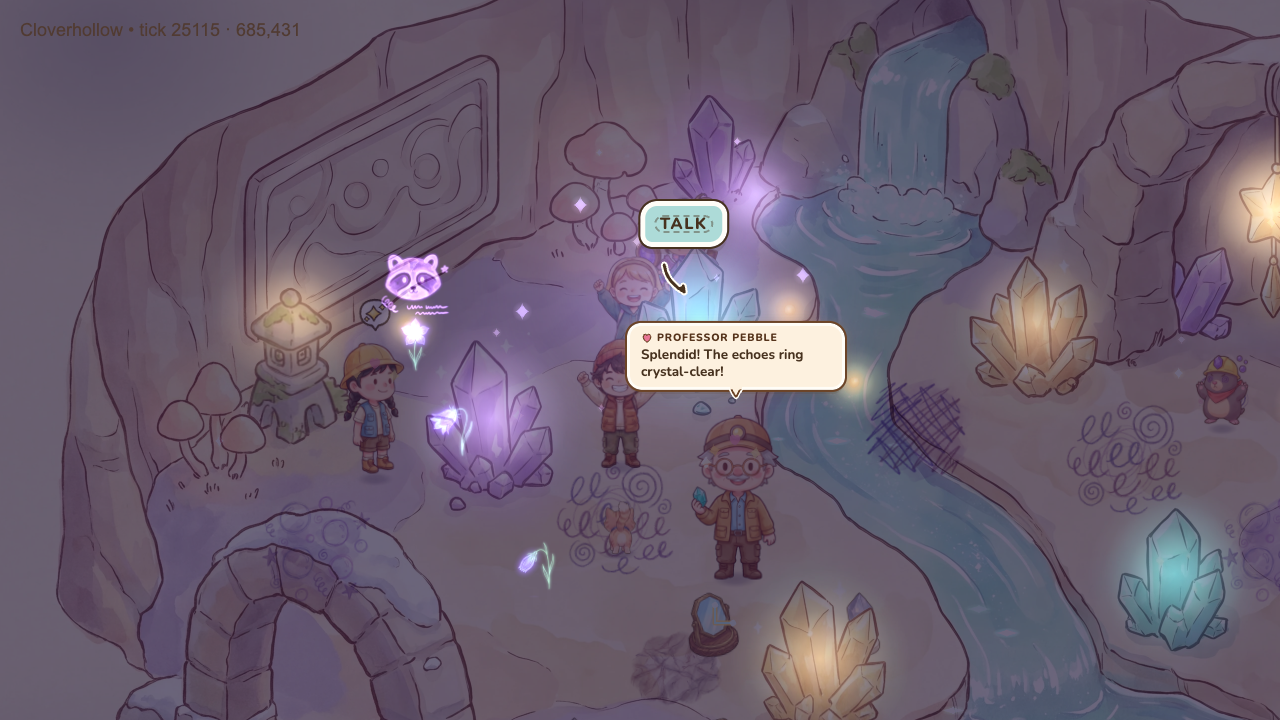 Cloverhollow • tick 25115 · 685,431
TALK
PROFESSOR PEBBLE
Splendid! The echoes ring
crystal-clear!